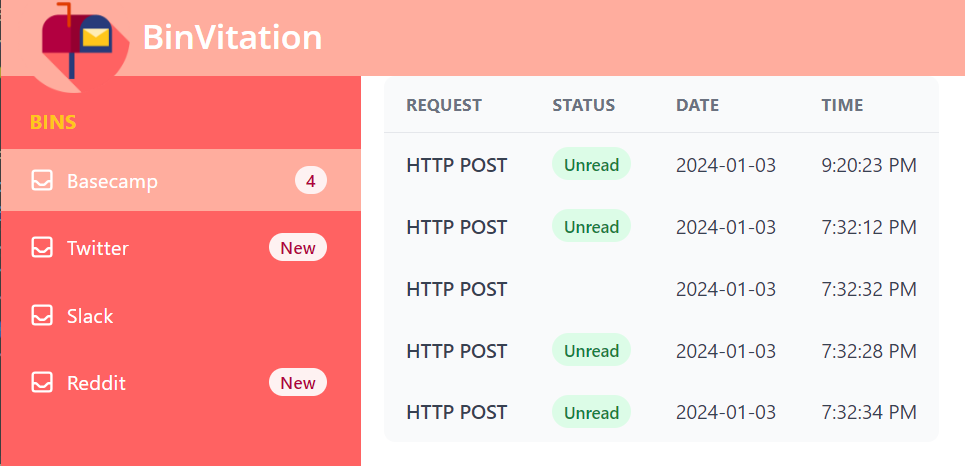 BinVitation
BINS
Basecamp 4
Twitter New
Slack
Reddit New
REQUEST STATUS DATE TIME
HTTP POST Unread 2024-01-03 9:20:23 PM
HTTP POST Unread 2024-01-03 7:32:12 PM
HTTP POST 2024-01-03 7:32:32 PM
HTTP POST Unread 2024-01-03 7:32:28 PM
HTTP POST Unread 2024-01-03 7:32:34 PM